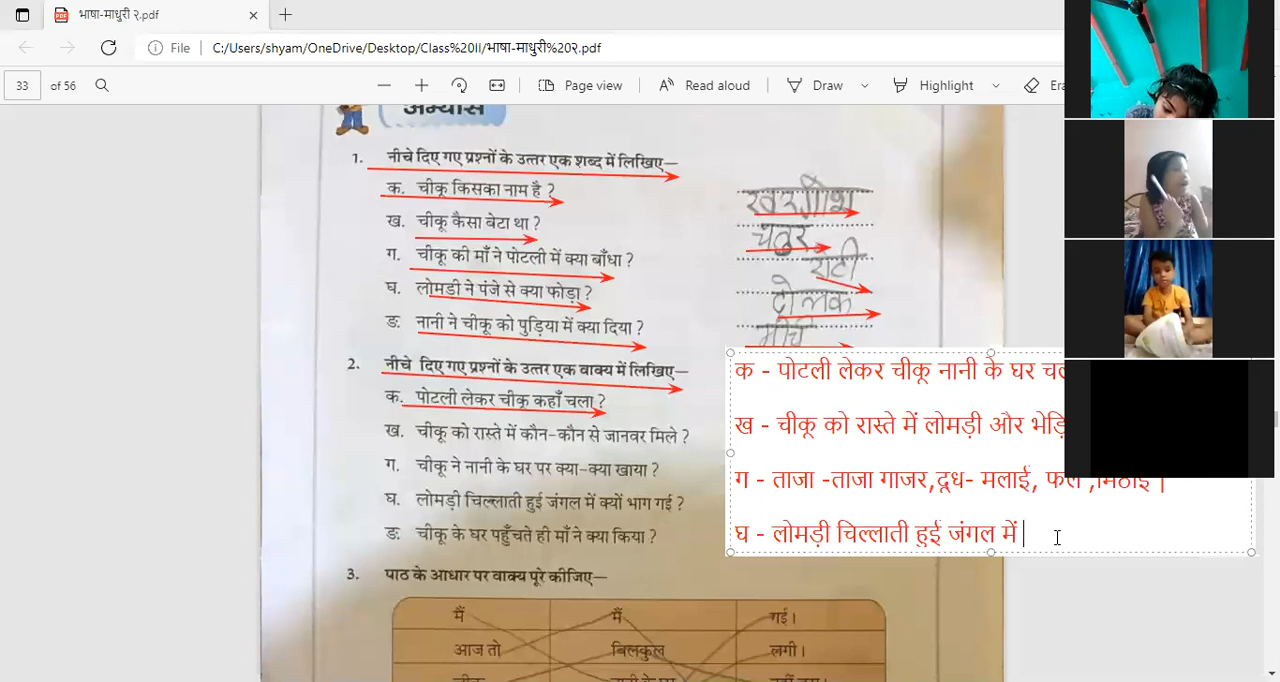 भाषा-माधुरी २.pdf
File C:/Users/shyam/OneDrive/Desktop/Class%20II/भाषा-माधुरी%20२.pdf
33 of 56 Page view Read aloud Draw Highlight Era
अभ्यास
1. नीचे दिए गए प्रश्नों के उत्तर एक शब्द में लिखिए—
क. चीकू किसका नाम है ? खरगोश
ख. चीकू कैसा बेटा था ? चतुर
ग. चीकू की माँ ने पोटली में क्या बाँधा ? रोटी
घ. लोमड़ी ने पंजे से क्या फोड़ा ? ढोलक
ङ. नानी ने चीकू को पुड़िया में क्या दिया ?
2. नीचे दिए गए प्रश्नों के उत्तर एक वाक्य में लिखिए—
क. पोटली लेकर चीकू कहाँ चला ?
ख. चीकू को रास्ते में कौन-कौन से जानवर मिले ?
ग. चीकू ने नानी के घर पर क्या-क्या खाया ?
घ. लोमड़ी चिल्लाती हुई जंगल में क्यों भाग गई ?
ङ. चीकू के घर पहुँचते ही माँ ने क्या किया ?
क - पोटली लेकर चीकू नानी के घर
ख - चीकू को रास्ते में लोमड़ी और
ग - ताजा -ताजा गाजर,दूध- मलाई, फल ,मिठाई |
घ - लोमड़ी चिल्लाती हुई जंगल में
3. पाठ के आधार पर वाक्य पूरे कीजिए—
मैं मैं गई।
आज तो बिलकुल लगी।